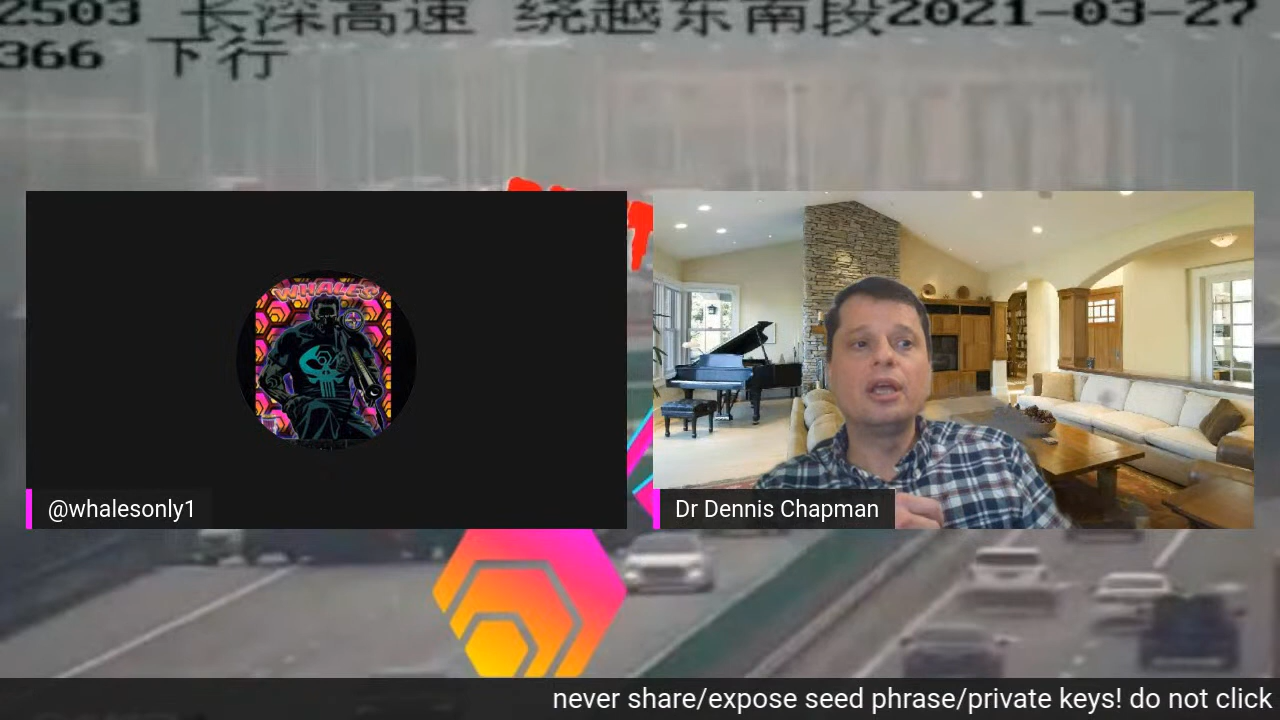 2503 长深高速 绕越东南段2021-03-27
366 下行
WHALES
@whalesonly1
Dr Dennis Chapman
never share/expose seed phrase/private keys! do not click